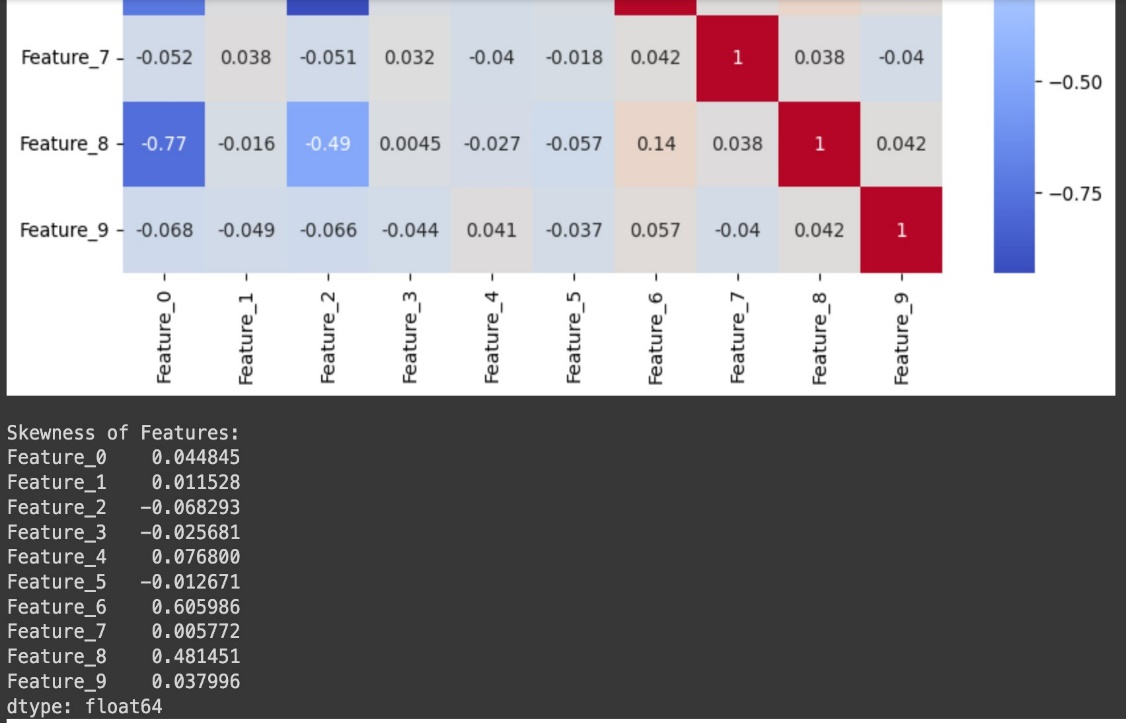 Feature_7 -0.052 0.038 -0.051 0.032 -0.04 -0.018 0.042 1 0.038 -0.04
−0.50
Feature_8 -0.77 -0.016 -0.49 0.0045 -0.027 -0.057 0.14 0.038 1 0.042
−0.75
Feature_9 -0.068 -0.049 -0.066 -0.044 0.041 -0.037 0.057 -0.04 0.042 1
Feature_0 Feature_1 Feature_2 Feature_3 Feature_4 Feature_5 Feature_6 Feature_7 Feature_8 Feature_9
Skewness of Features:
Feature_0    0.044845
Feature_1    0.011528
Feature_2   -0.068293
Feature_3   -0.025681
Feature_4    0.076800
Feature_5   -0.012671
Feature_6    0.605986
Feature_7    0.005772
Feature_8    0.481451
Feature_9    0.037996
dtype: float64